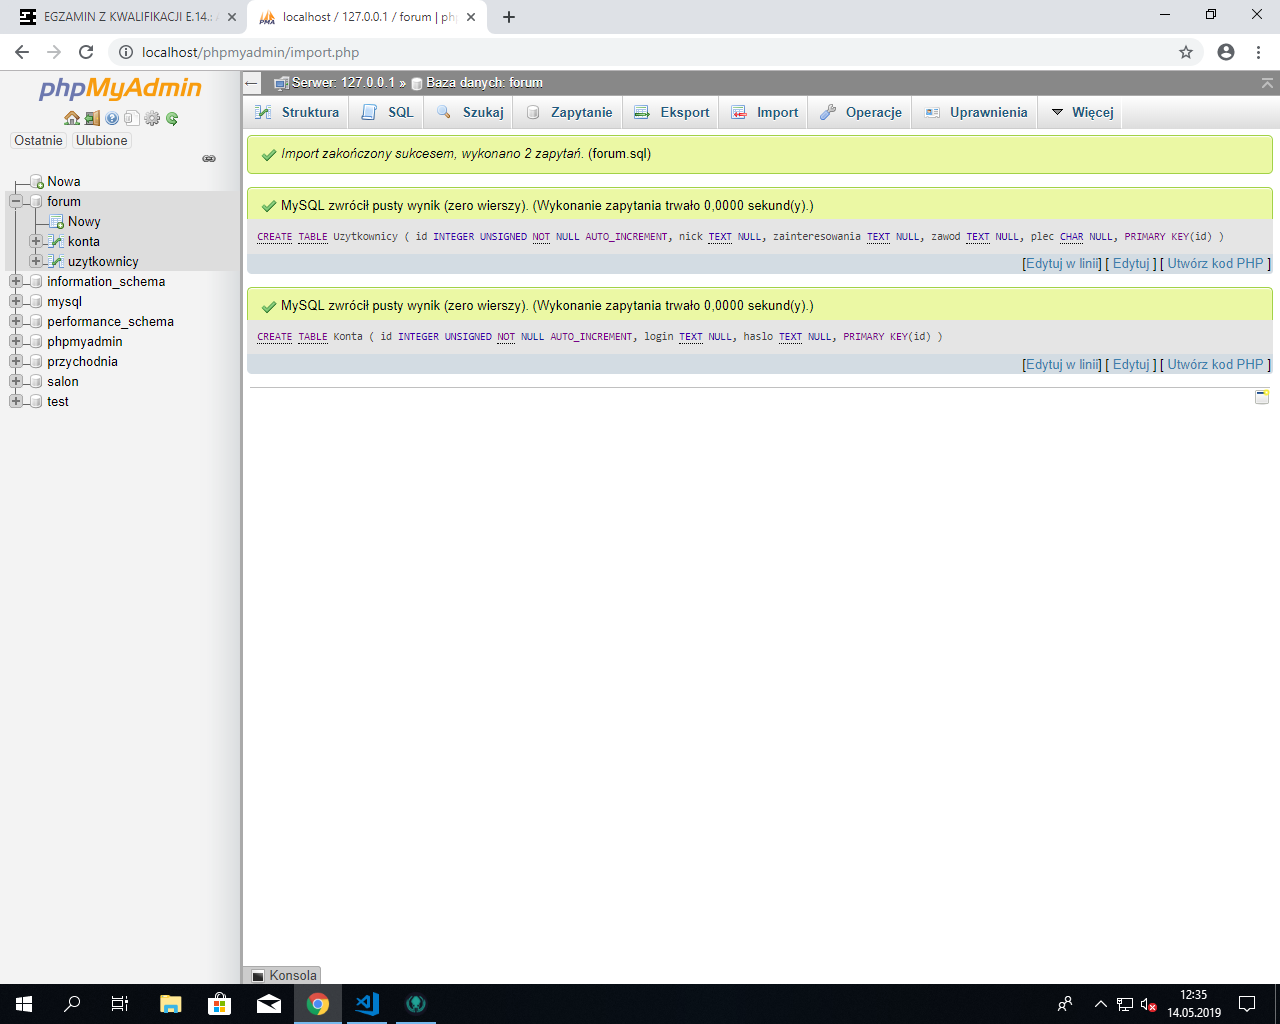 EGZAMIN Z KWALIFIKACJI E.14.:
localhost / 127.0.0.1 / forum | ph
localhost/phpmyadmin/import.php
phpMyAdmin
Ostatnie Ulubione
Nowa
forum
Nowy
konta
uzytkownicy
information_schema
mysql
performance_schema
phpmyadmin
przychodnia
salon
test
Serwer: 127.0.0.1 » Baza danych: forum
Struktura SQL Szukaj Zapytanie Eksport Import Operacje Uprawnienia Więcej
Import zakończony sukcesem, wykonano 2 zapytań. (forum.sql)
MySQL zwrócił pusty wynik (zero wierszy). (Wykonanie zapytania trwało 0,0000 sekund(y).)
CREATE TABLE Uzytkownicy ( id INTEGER UNSIGNED NOT NULL AUTO_INCREMENT, nick TEXT NULL, zainteresowania TEXT NULL, zawod TEXT NULL, plec CHAR NULL, PRIMARY KEY(id) )
[Edytuj w linii] [ Edytuj ] [ Utwórz kod PHP ]
MySQL zwrócił pusty wynik (zero wierszy). (Wykonanie zapytania trwało 0,0000 sekund(y).)
CREATE TABLE Konta ( id INTEGER UNSIGNED NOT NULL AUTO_INCREMENT, login TEXT NULL, haslo TEXT NULL, PRIMARY KEY(id) )
[Edytuj w linii] [ Edytuj ] [ Utwórz kod PHP ]
Konsola
12:35
14.05.2019